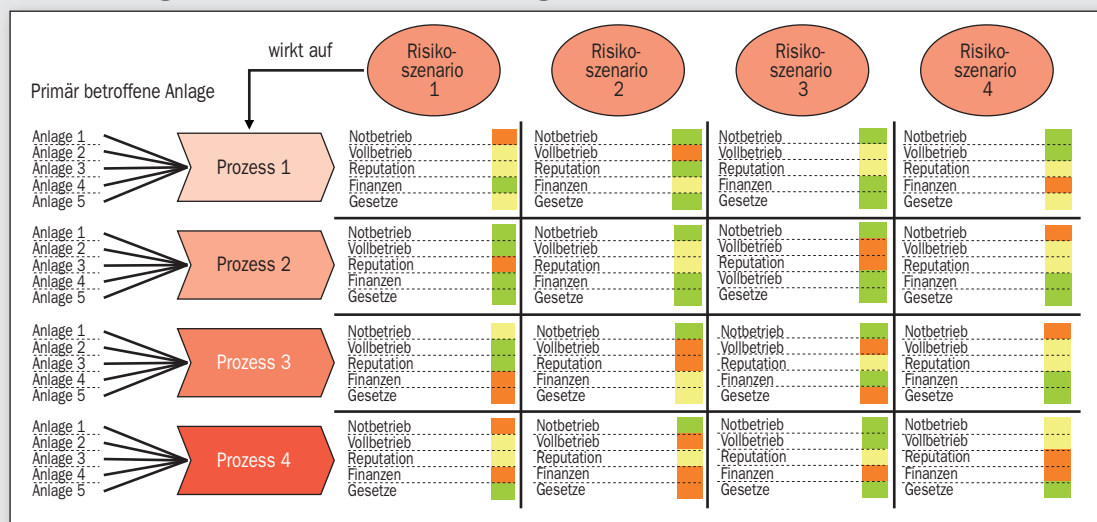 wirkt auf
Risiko-
szenario
1
Risiko-
szenario
2
Risiko-
szenario
3
Risiko-
szenario
4
Primär betroffene Anlage
Anlage 1
Anlage 2
Anlage 3
Anlage 4
Anlage 5
Prozess 1
Notbetrieb
Vollbetrieb
Reputation
Finanzen
Gesetze
Notbetrieb
Vollbetrieb
Reputation
Finanzen
Gesetze
Notbetrieb
Vollbetrieb
Reputation
Finanzen
Gesetze
Notbetrieb
Vollbetrieb
Reputation
Finanzen
Gesetze
Anlage 1
Anlage 2
Anlage 3
Anlage 4
Anlage 5
Prozess 2
Notbetrieb
Vollbetrieb
Reputation
Finanzen
Gesetze
Notbetrieb
Vollbetrieb
Reputation
Finanzen
Gesetze
Notbetrieb
Vollbetrieb
Reputation
Vollbetrieb
Gesetze
Notbetrieb
Vollbetrieb
Reputation
Finanzen
Gesetze
Anlage 1
Anlage 2
Anlage 3
Anlage 4
Anlage 5
Prozess 3
Notbetrieb
Vollbetrieb
Reputation
Finanzen
Gesetze
Notbetrieb
Vollbetrieb
Reputation
Finanzen
Gesetze
Notbetrieb
Vollbetrieb
Reputation
Finanzen
Gesetze
Notbetrieb
Vollbetrieb
Reputation
Finanzen
Gesetze
Anlage 1
Anlage 2
Anlage 3
Anlage 4
Anlage 5
Prozess 4
Notbetrieb
Vollbetrieb
Reputation
Finanzen
Gesetze
Notbetrieb
Vollbetrieb
Reputation
Finanzen
Gesetze
Notbetrieb
Vollbetrieb
Reputation
Finanzen
Gesetze
Notbetrieb
Vollbetrieb
Reputation
Finanzen
Gesetze